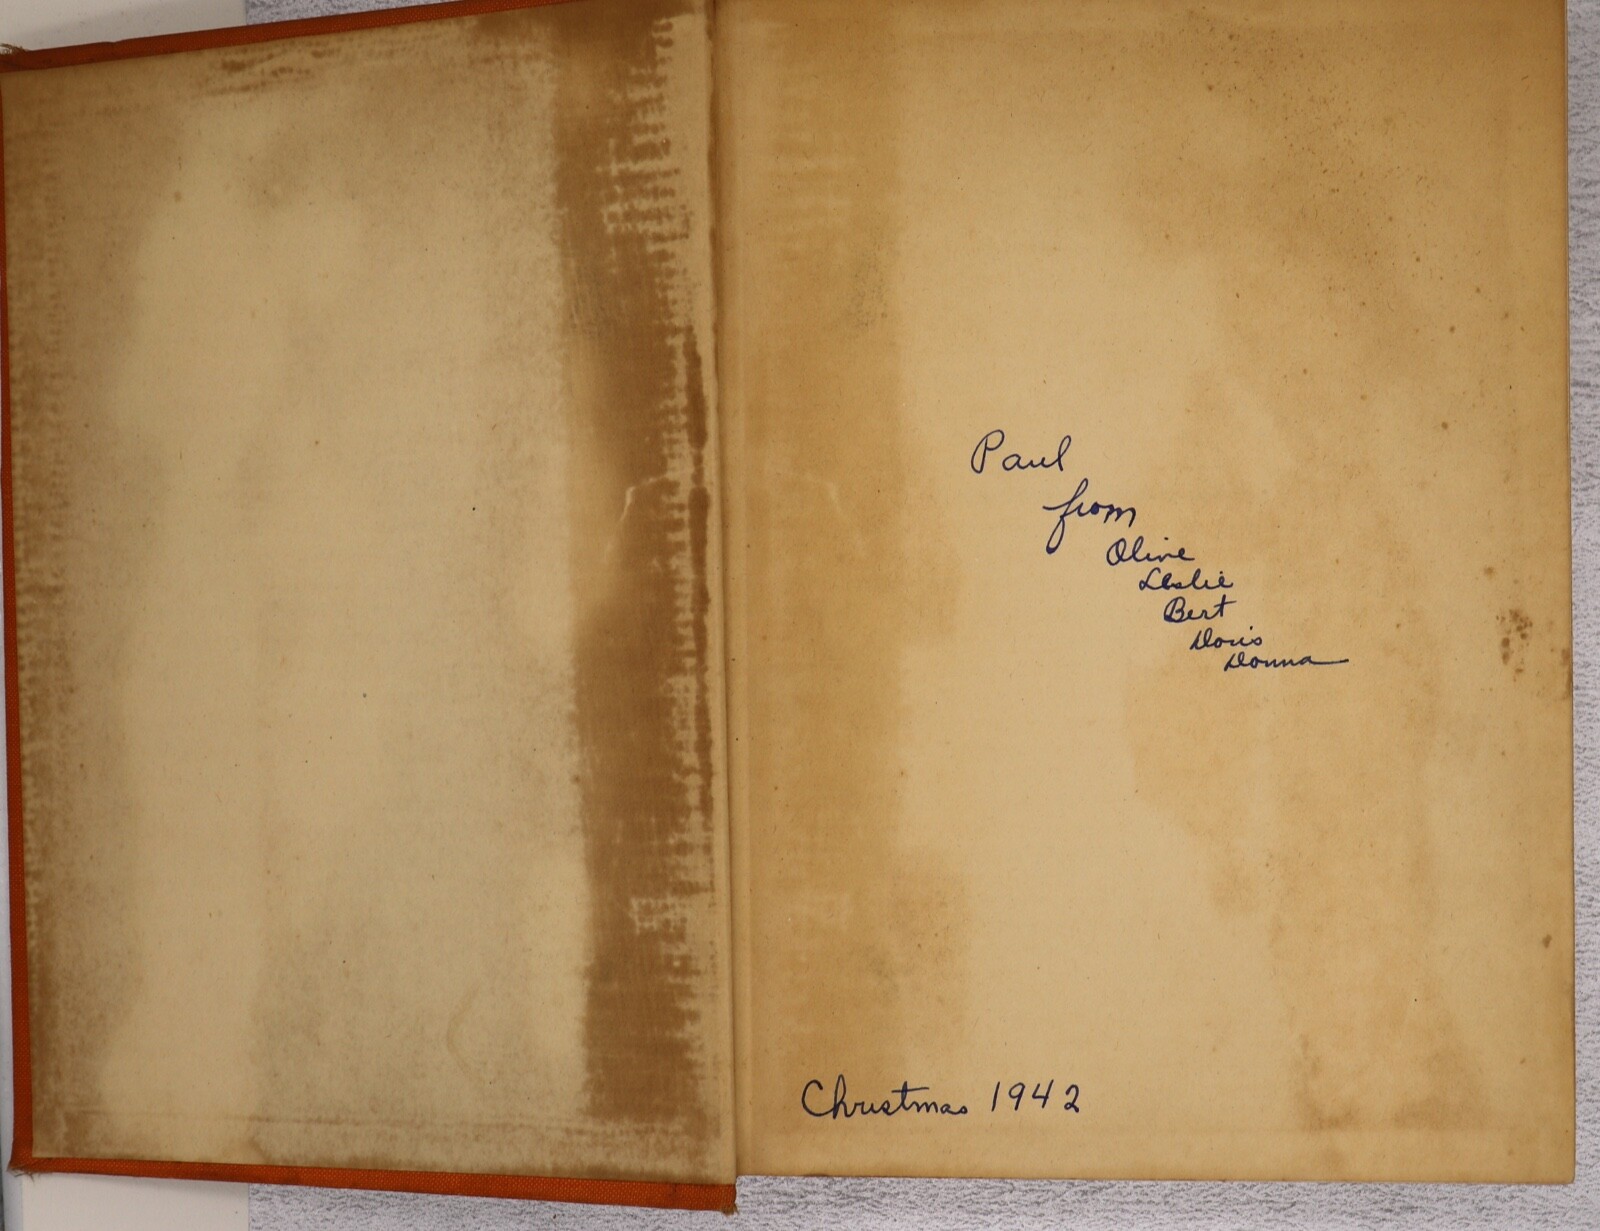 Paul
from
Olive
Leslie
Bert
Doris
Donna
Christmas 1942